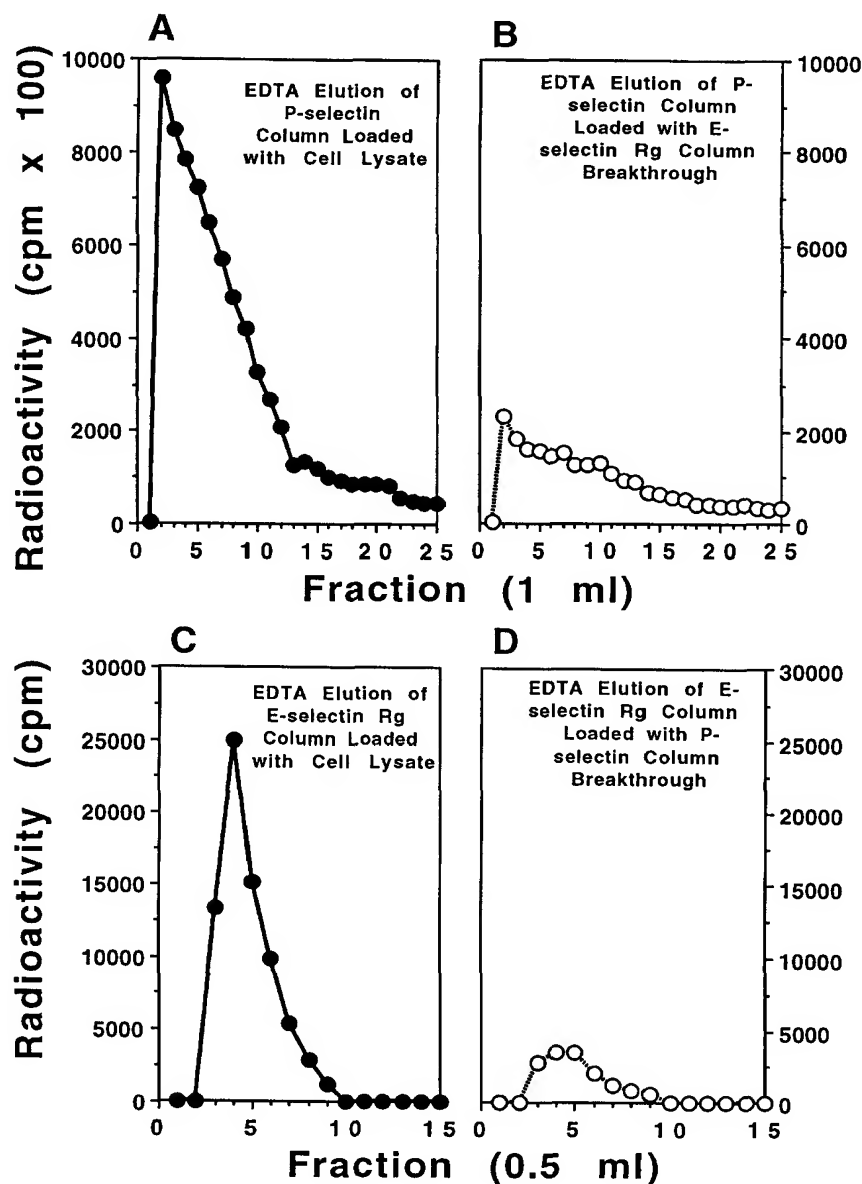 A
B
Radioactivity (cpm x 100)
10000
8000
6000
4000
2000
0
EDTA Elution of
P-selectin
Column Loaded
with Cell Lysate
0 5 10 15 20 25
EDTA Elution of P-
selectin Column
Loaded with E-
selectin Rg Column
Breakthrough
10000
8000
6000
4000
2000
0
0 5 10 15 20 25
Fraction (1 ml)
C
D
Radioactivity (cpm)
30000
25000
20000
15000
10000
5000
0
EDTA Elution of
E-selectin Rg
Column Loaded
with Cell Lysate
0 5 10 15
EDTA Elution of E-
selectin Rg Column
Loaded with P-
selectin Column
Breakthrough
30000
25000
20000
15000
10000
5000
0
0 5 10 15
Fraction (0.5 ml)